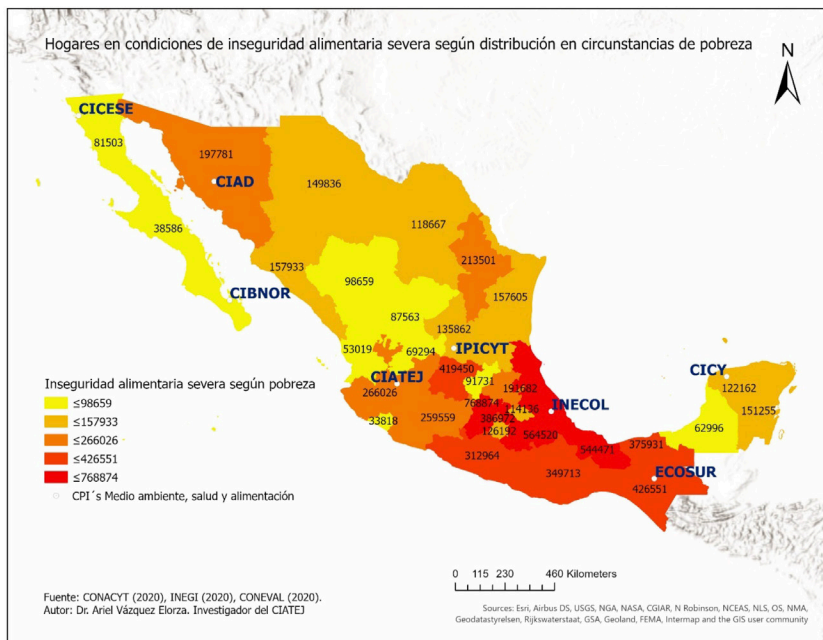 Hogares en condiciones de inseguridad alimentaria severa según distribución en circunstancias de pobreza
N
CICESE
81503
197781
CIAD
149836
38586
118667
213501
157933
CIBNOR
98659
157605
87563
135862
IPICYT
53019
69294
419450
CIATEJ
91731
191682
CICY
122162
266026
768874
114136
INECOL
151255
33818
259559
386972
126192
564520
62996
544471
375931
312964
349713
ECOSUR
426551
Inseguridad alimentaria severa según pobreza
≤98659
≤157933
≤266026
≤426551
≤768874
CPI´s Medio ambiente, salud y alimentación
0 115 230 460 Kilometers
Fuente: CONACYT (2020), INEGI (2020), CONEVAL (2020).
Autor: Dr. Ariel Vázquez Elorza. Investigador del CIATEJ
Sources: Esri, Airbus DS, USGS, NGA, NASA, CGIAR, N Robinson, NCEAS, NLS, OS, NMA,
Geodatastyrelsen, Rijkswaterstaat, GSA, Geoland, FEMA, Intermap and the GIS user community